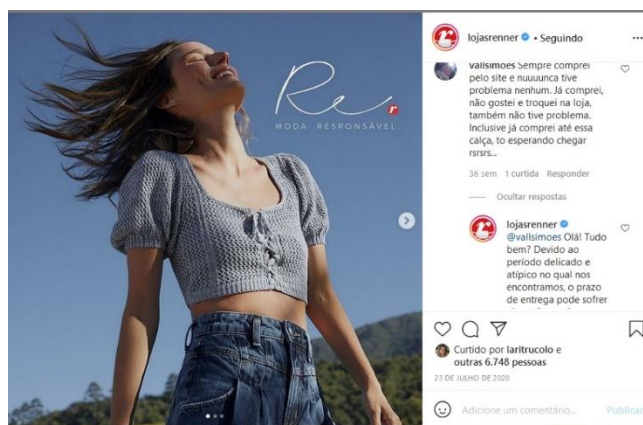 Re
MODA RESPONSÁVEL.
lojasrenner • Seguindo
vallsimoes Sempre comprei
pelo site e nuuuunca tive
problema nenhum. Já comprei,
não gostei e troquei na loja,
também não tive problema.
Inclusive já comprei até essa
calça, to esperando chegar
rsrsrs...
36 sem 1 curtida Responder
Ocultar respostas
lojasrenner
@vallsimoes Olá! Tudo
bem? Devido ao
período delicado e
atípico no qual nos
encontramos, o prazo
de entrega pode sofrer
Curtido por laritrucolo e
outras 6.748 pessoas
23 DE JULHO DE 2020
Adicione um comentário... Publicar